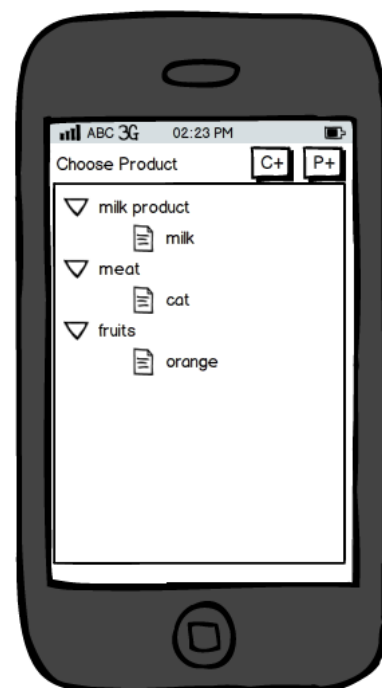 ABC 3G 02:23 PM
Choose Product C+ P+
milk product
milk
meat
cat
fruits
orange